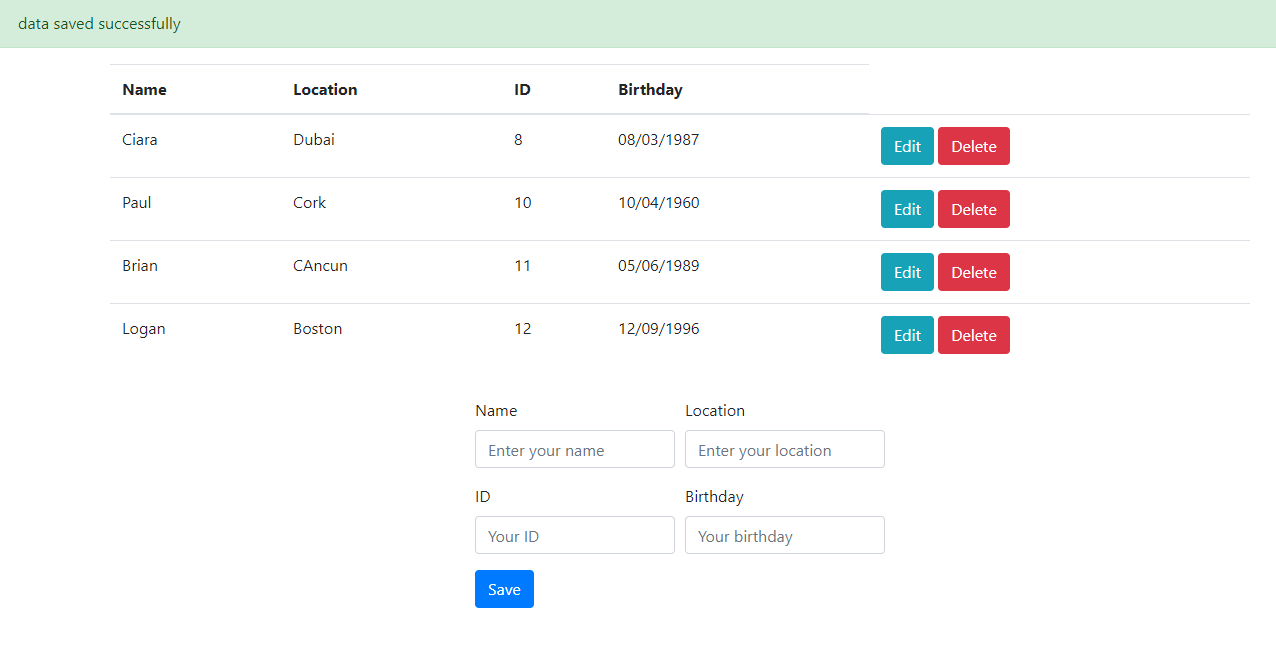 data saved successfully
Name Location ID Birthday
Ciara Dubai 8 08/03/1987 Edit Delete
Paul Cork 10 10/04/1960 Edit Delete
Brian CAncun 11 05/06/1989 Edit Delete
Logan Boston 12 12/09/1996 Edit Delete
Name Location
Enter your name Enter your location
ID Birthday
Your ID Your birthday
Save